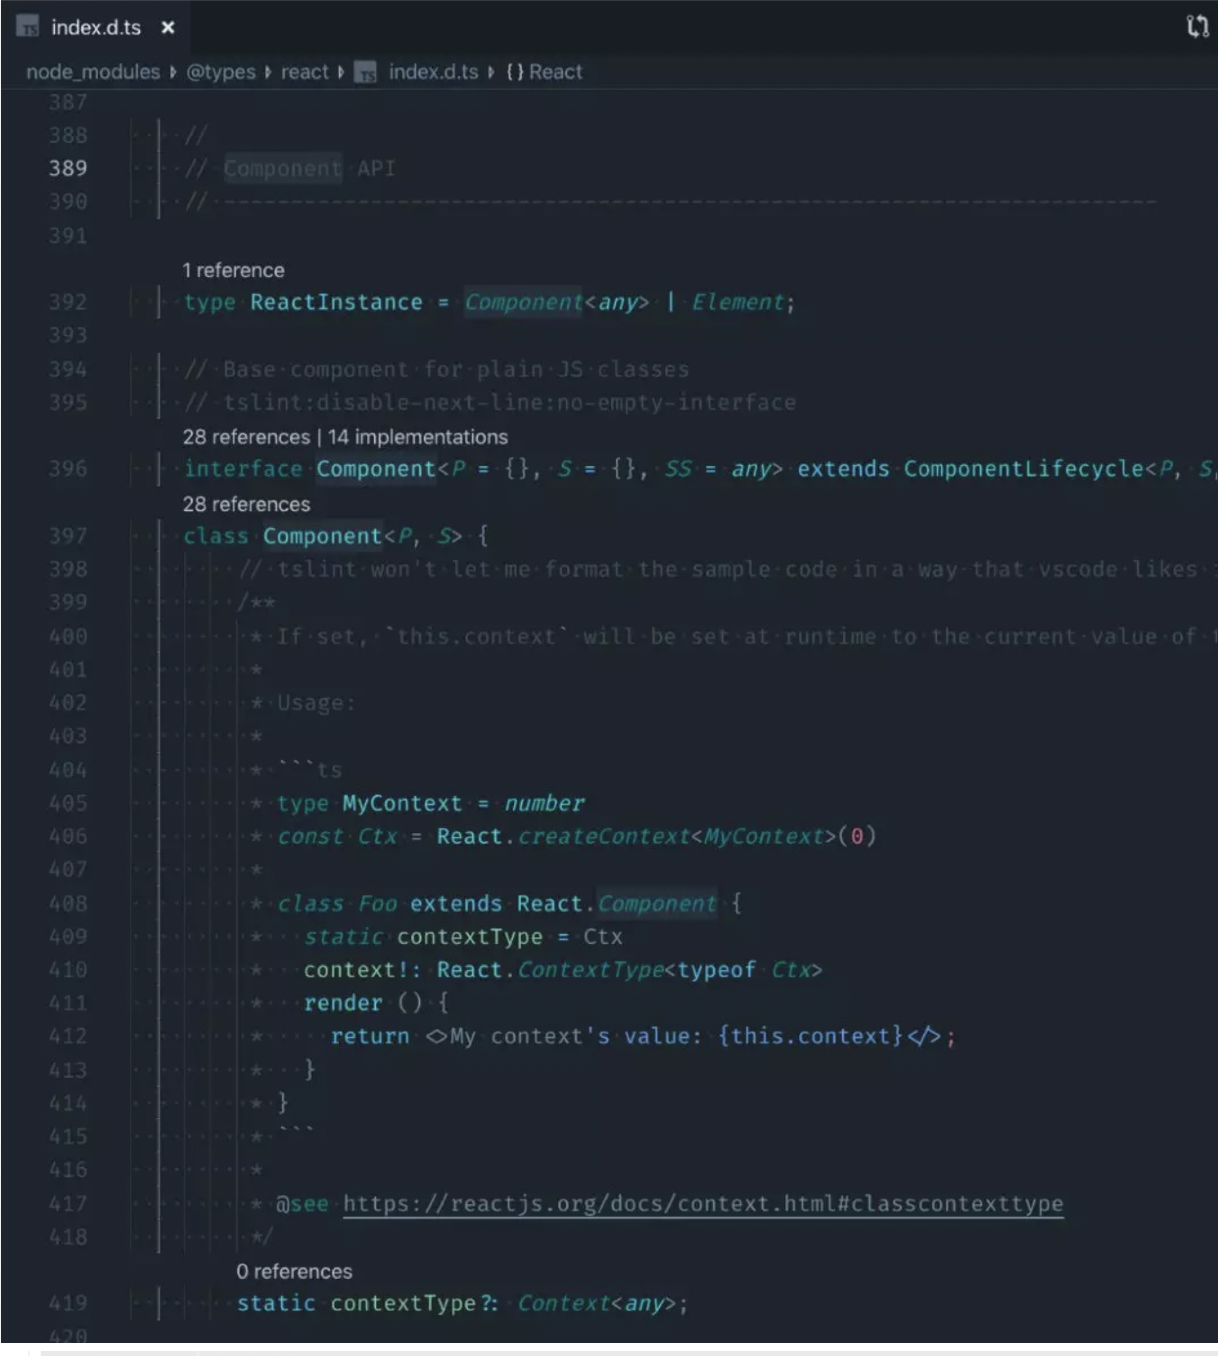 index.d.ts ×
node_modules @types react index.d.ts {} React
387
388 //
389 // Component API
390 // ----------------------------------------------------------------------
391
1 reference
392 type ReactInstance = Component<any> | Element;
393
394 // Base component for plain JS classes
395 // tslint:disable-next-line:no-empty-interface
28 references | 14 implementations
396 interface Component<P = {}, S = {}, SS = any> extends ComponentLifecycle<P, S,
28 references
397 class Component<P, S> {
398 // tslint won't let me format the sample code in a way that vscode likes
399 /**
400 * If set, `this.context` will be set at runtime to the current value of
401 *
402 * Usage:
403 *
404 * ```ts
405 * type MyContext = number
406 * const Ctx = React.createContext<MyContext>(0)
407 *
408 * class Foo extends React.Component {
409 * static contextType = Ctx
410 * context!: React.ContextType<typeof Ctx>
411 * render () {
412 * return <>My context's value: {this.context}</>;
413 * }
414 * }
415 * ```
416 *
417 * @see https://reactjs.org/docs/context.html#classcontexttype
418 */
0 references
419 static contextType?: Context<any>;
420